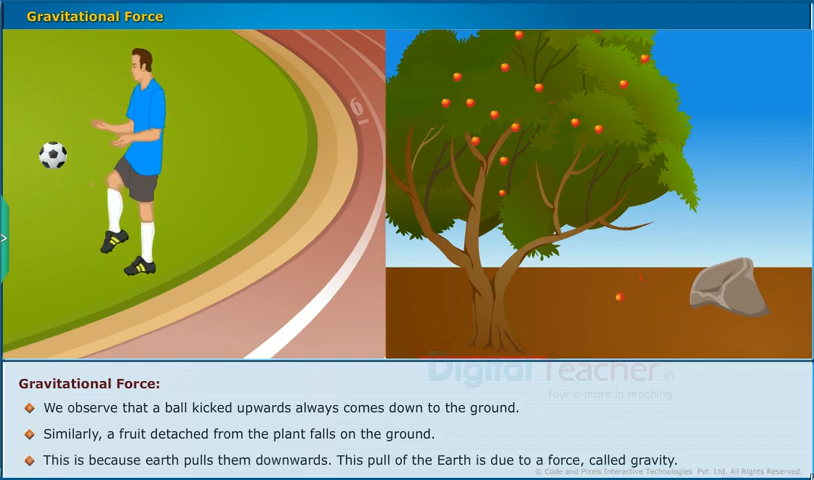 Gravitational Force
16
Digital Teacher.in
Your e-mate in teaching
Gravitational Force:
We observe that a ball kicked upwards always comes down to the ground.
Similarly, a fruit detached from the plant falls on the ground.
This is because earth pulls them downwards. This pull of the Earth is due to a force, called gravity.
© Code and Pixels Interactive Technologies Pvt. Ltd. All Rights Reserved.